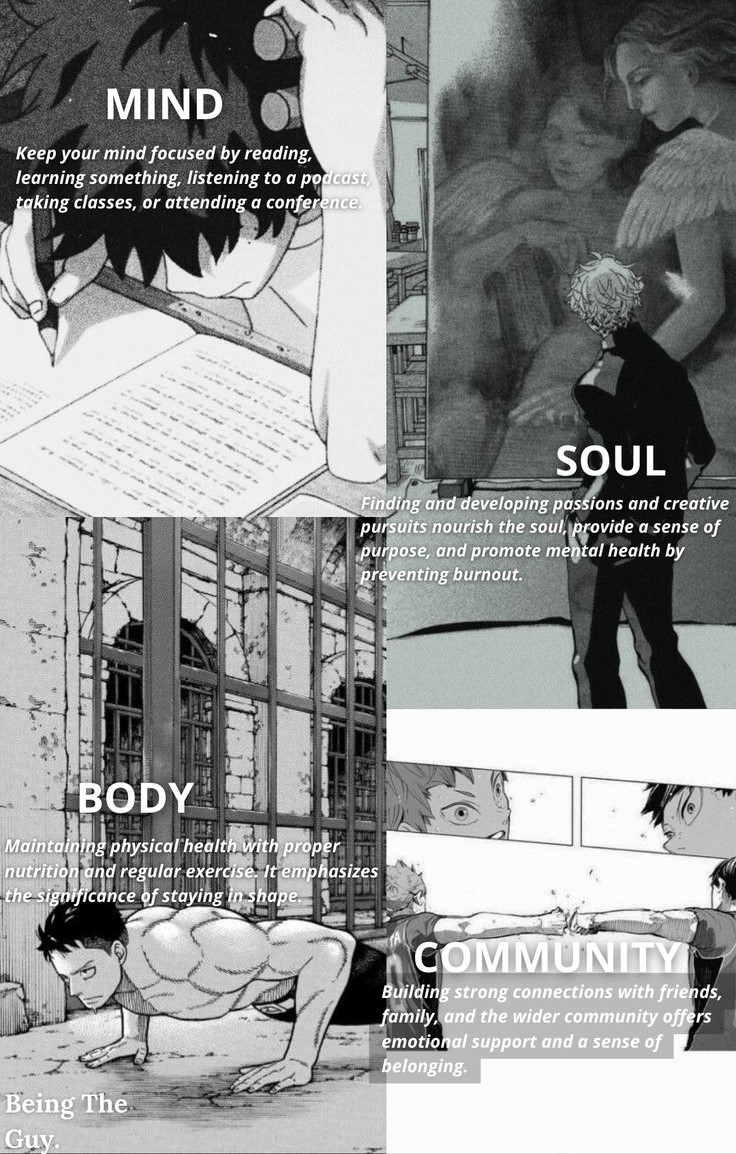 MIND
Keep your mind focused by reading,
learning something, listening to a podcast,
taking classes, or attending a conference.
SOUL
Finding and developing passions and creative
pursuits nourish the soul, provide a sense of
purpose, and promote mental health by
preventing burnout.
BODY
Maintaining physical health with proper
nutrition and regular exercise. It emphasizes
the significance of staying in shape.
COMMUNITY
Building strong connections with friends,
family, and the wider community offers
emotional support and a sense of
belonging.
Being The
Guy.